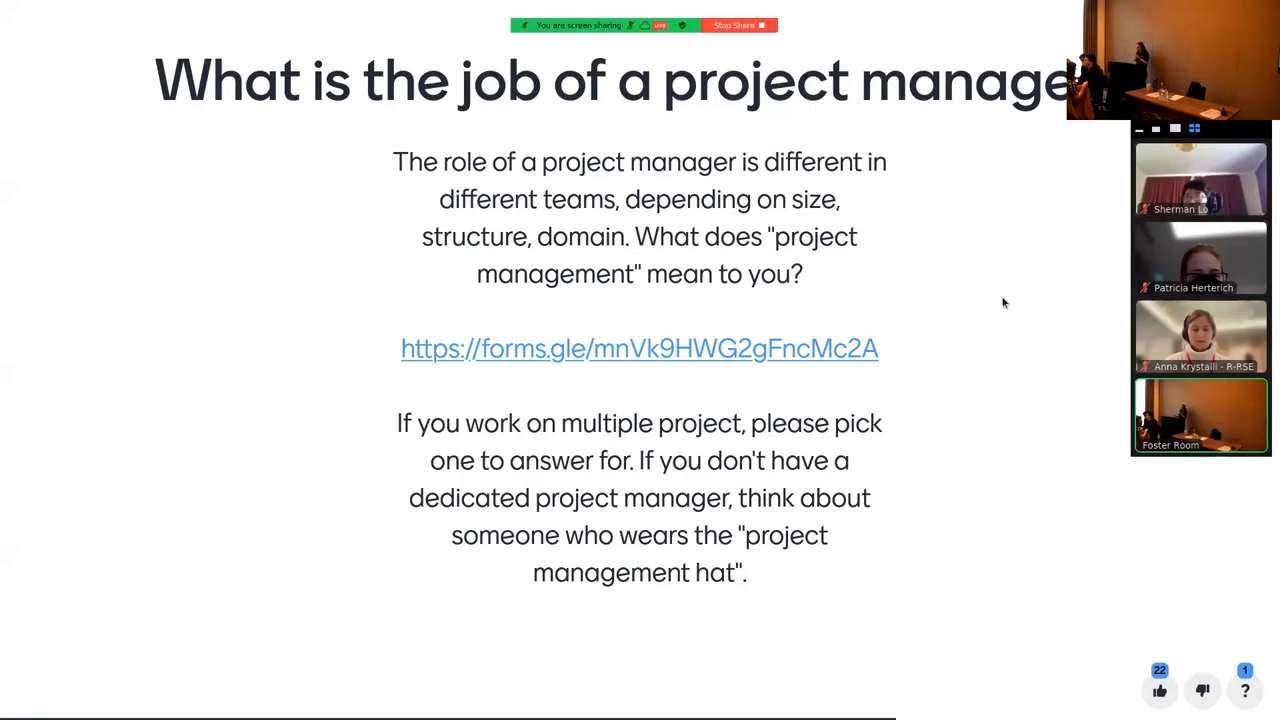 You are screen sharing
LIVE
Stop Share
What is the job of a project manage
The role of a project manager is different in
different teams, depending on size,
structure, domain. What does "project
management" mean to you?
https://forms.gle/mnVk9HWG2gFncMc2A
If you work on multiple project, please pick
one to answer for. If you don't have a
dedicated project manager, think about
someone who wears the "project
management hat".
Sherman Lo
Patricia Herterich
Anna Krystalli - R-RSE
Foster Room
22
1
?